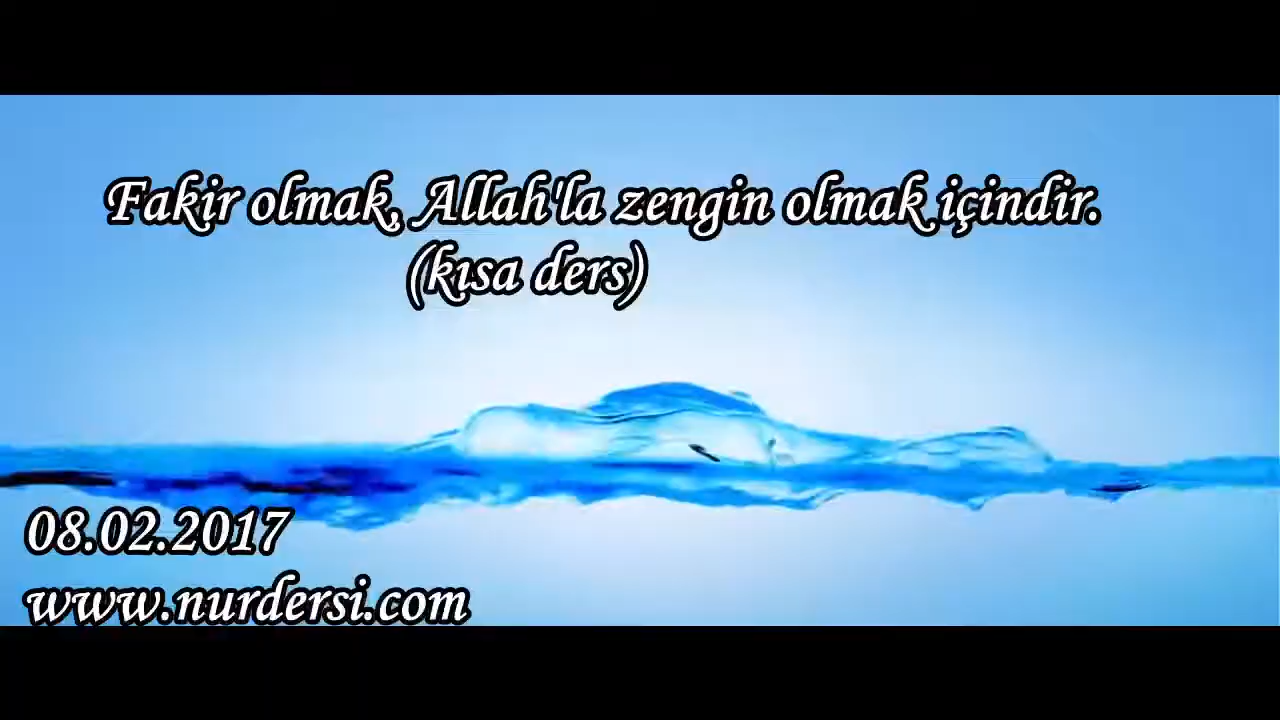 Fakir olmak, Allah'la zengin olmak içindir.
(kısa ders)
08.02.2017
www.nurdersi.com